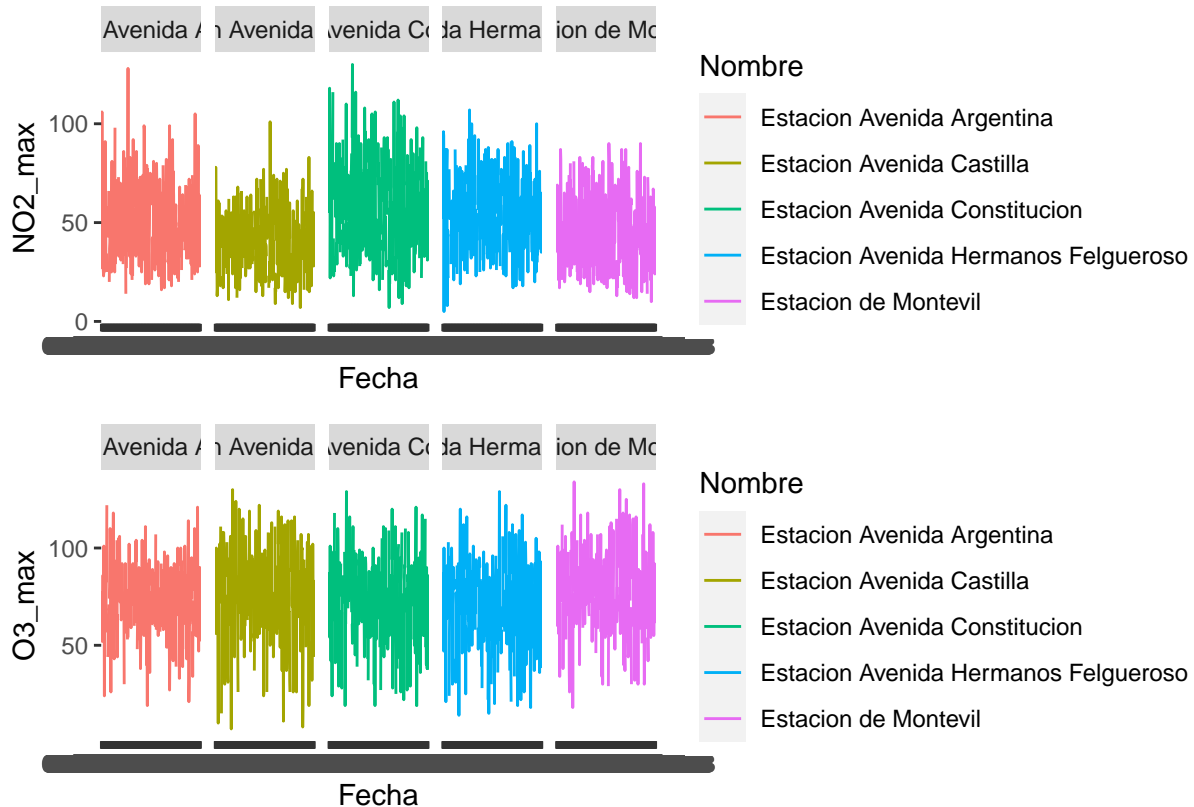 Avenida A
n Avenida
Avenida Co
da Herma
ion de Mo
NO2_max
100
50
0
Fecha
Nombre
Estacion Avenida Argentina
Estacion Avenida Castilla
Estacion Avenida Constitucion
Estacion Avenida Hermanos Felgueroso
Estacion de Montevil
Avenida A
n Avenida
Avenida Co
da Herma
ion de Mo
O3_max
100
50
Fecha
Nombre
Estacion Avenida Argentina
Estacion Avenida Castilla
Estacion Avenida Constitucion
Estacion Avenida Hermanos Felgueroso
Estacion de Montevil